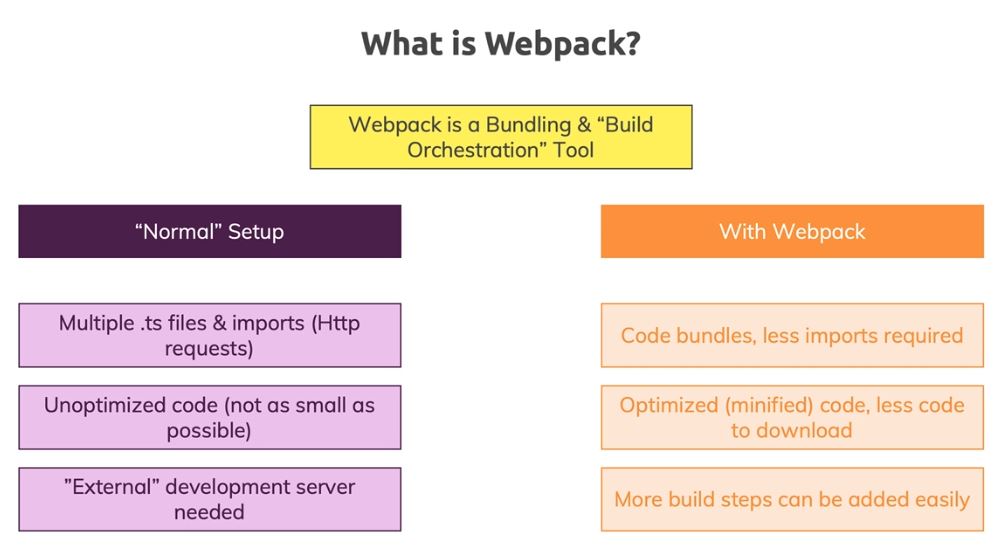 What is Webpack?
Webpack is a Bundling & “Build
Orchestration” Tool
“Normal” Setup
Multiple .ts files & imports (Http
requests)
Unoptimized code (not as small as
possible)
”External” development server
needed
With Webpack
Code bundles, less imports required
Optimized (minified) code, less code
to download
More build steps can be added easily